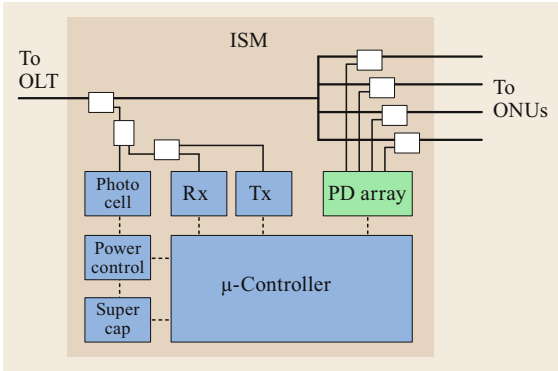 ISM
To
OLT
To
ONUs
Photo
cell
Rx
Tx
PD array
Power
control
μ-Controller
Super
cap